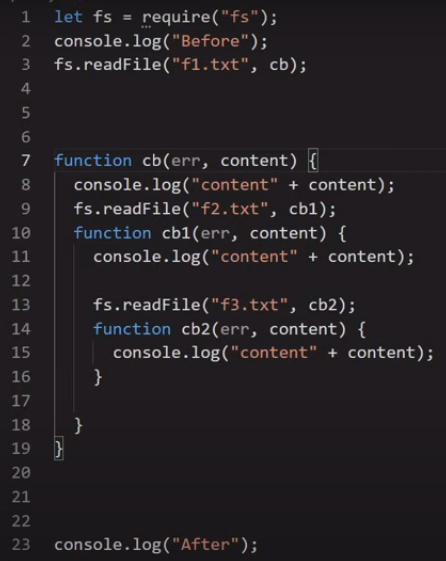 1 let fs = require("fs");
2 console.log("Before");
3 fs.readFile("f1.txt", cb);
4
5
6
7 function cb(err, content) {
8 console.log("content" + content);
9 fs.readFile("f2.txt", cb1);
10 function cb1(err, content) {
11 console.log("content" + content);
12
13 fs.readFile("f3.txt", cb2);
14 function cb2(err, content) {
15 console.log("content" + content);
16 }
17
18 }
19 }
20
21
22
23 console.log("After");